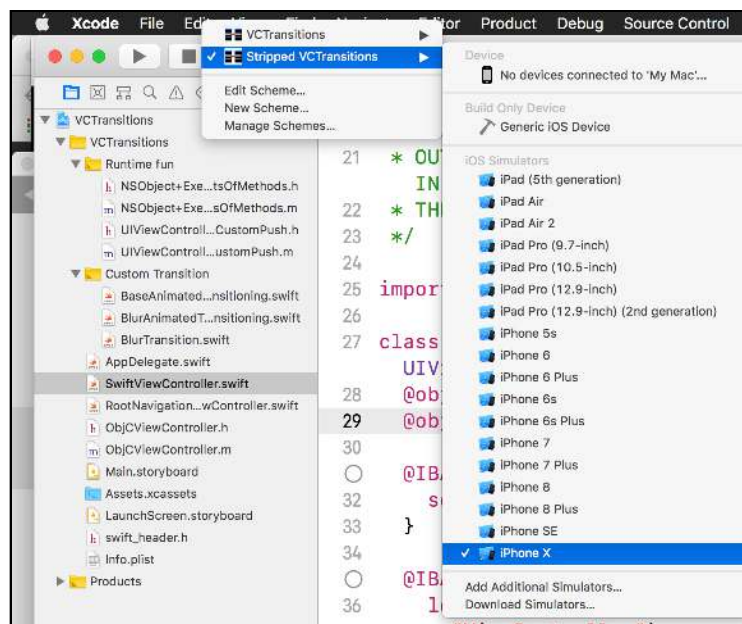 Xcode File Edit Product Debug Source Control
VCTransitions
Stripped VCTransitions
Edit Scheme...
New Scheme...
Manage Schemes...
Device
No devices connected to 'My Mac'...
Build Only Device
Generic iOS Device
iOS Simulators
iPad (5th generation)
iPad Air
iPad Air 2
iPad Pro (9.7-inch)
iPad Pro (10.5-inch)
iPad Pro (12.9-inch)
iPad Pro (12.9-inch) (2nd generation)
iPhone 5s
iPhone 6
iPhone 6 Plus
iPhone 6s
iPhone 6s Plus
iPhone 7
iPhone 7 Plus
iPhone 8
iPhone 8 Plus
iPhone SE
iPhone X
Add Additional Simulators...
Download Simulators...
VCTransitions
VCTransitions
Runtime fun
NSObject+Exe...tsOfMethods.h
NSObject+Exe...sOfMethods.m
UIViewControll...CustomPush.h
UIViewControll...ustomPush.m
Custom Transition
BaseAnimated...nsitioning.swift
BlurAnimatedT...nsitioning.swift
BlurTransition.swift
AppDelegate.swift
SwiftViewController.swift
RootNavigation...wController.swift
ObjCViewController.h
ObjCViewController.m
Main.storyboard
Assets.xcassets
LaunchScreen.storyboard
swift_header.h
Info.plist
Products
21 * OU
IN
22 * TH
23 */
24
25 impor
26
27 class
UIV
28 @ob
29 @ob
30
@IBA
32 s
33 }
34
@IBA
36 l